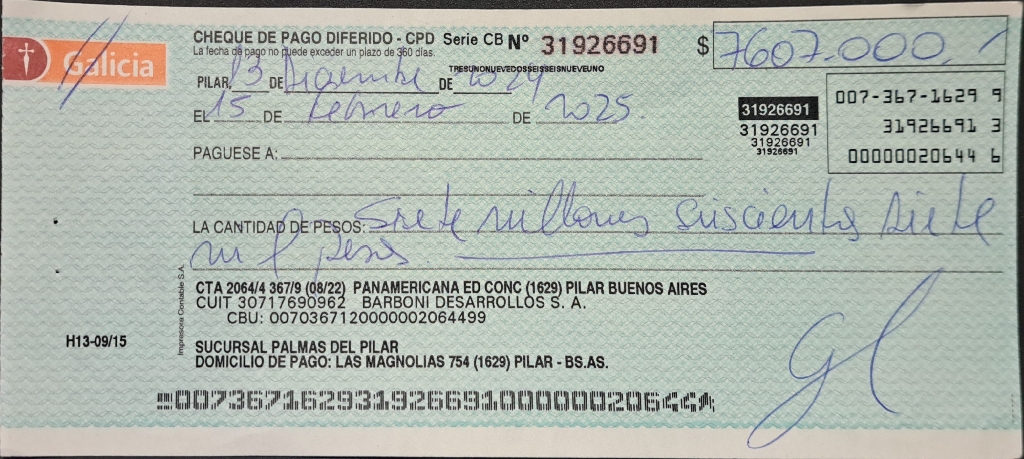 Galicia
CHEQUE DE PAGO DIFERIDO - CPD Serie CB Nº 31926691 $ 7607.000
La fecha de pago no puede exceder un plazo de 360 días.
TRESUNONUEVEDOSSEISSEISNUEVEUNO
PILAR, 13 DE Diciembre DE 2024
EL 15 DE Febrero DE 2025.
31926691
31926691
31926691
31926691
007-367-1629 9
31926691 3
00000020644 6
PAGUESE A:
LA CANTIDAD DE PESOS: Siete millones suscientos siete
mil pesos.
CTA 2064/4 367/9 (08/22) PANAMERICANA ED CONC (1629) PILAR BUENOS AIRES
CUIT 30717690962 BARBONI DESARROLLOS S. A.
CBU: 0070367120000002064499
Impresora Contable S.A.
H13-09/15
SUCURSAL PALMAS DEL PILAR
DOMICILIO DE PAGO: LAS MAGNOLIAS 754 (1629) PILAR - BS.AS.
00736716293192669100000020644